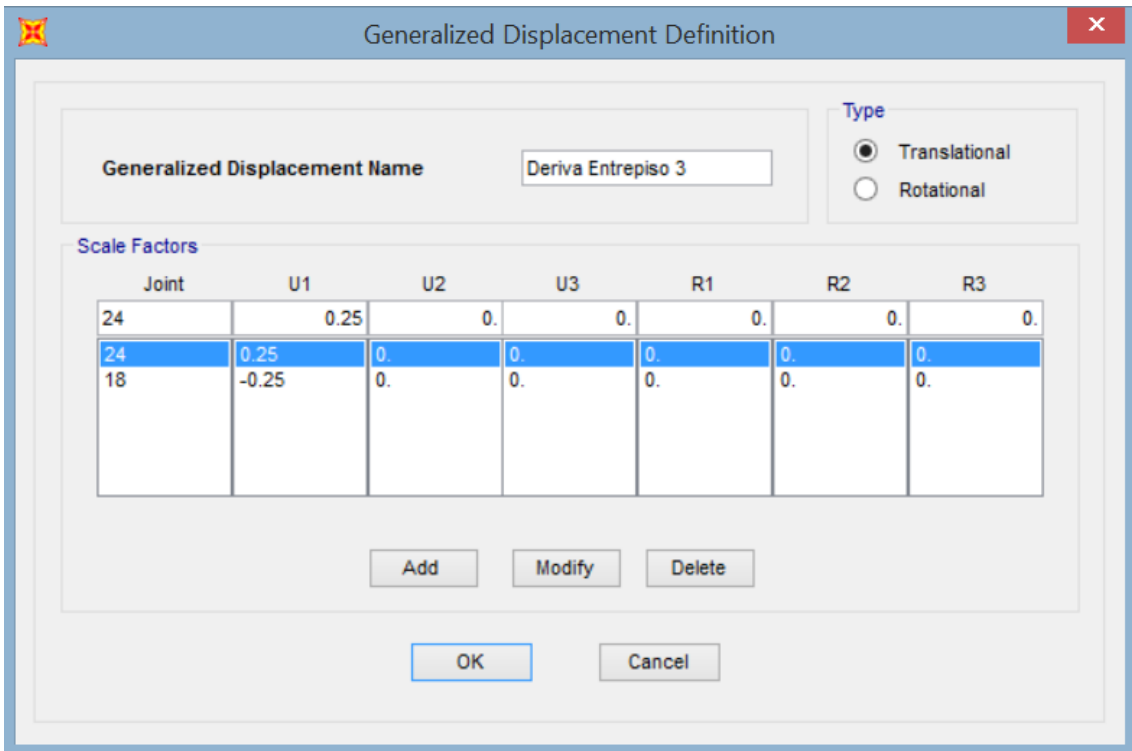 Generalized Displacement Definition
x
Type
Generalized Displacement Name Deriva Entrepiso 3
Translational
Rotational
Scale Factors
Joint U1 U2 U3 R1 R2 R3
24 0.25 0. 0. 0. 0. 0.
24 0.25 0. 0. 0. 0. 0.
18 -0.25 0. 0. 0. 0. 0.
Add Modify Delete
OK Cancel